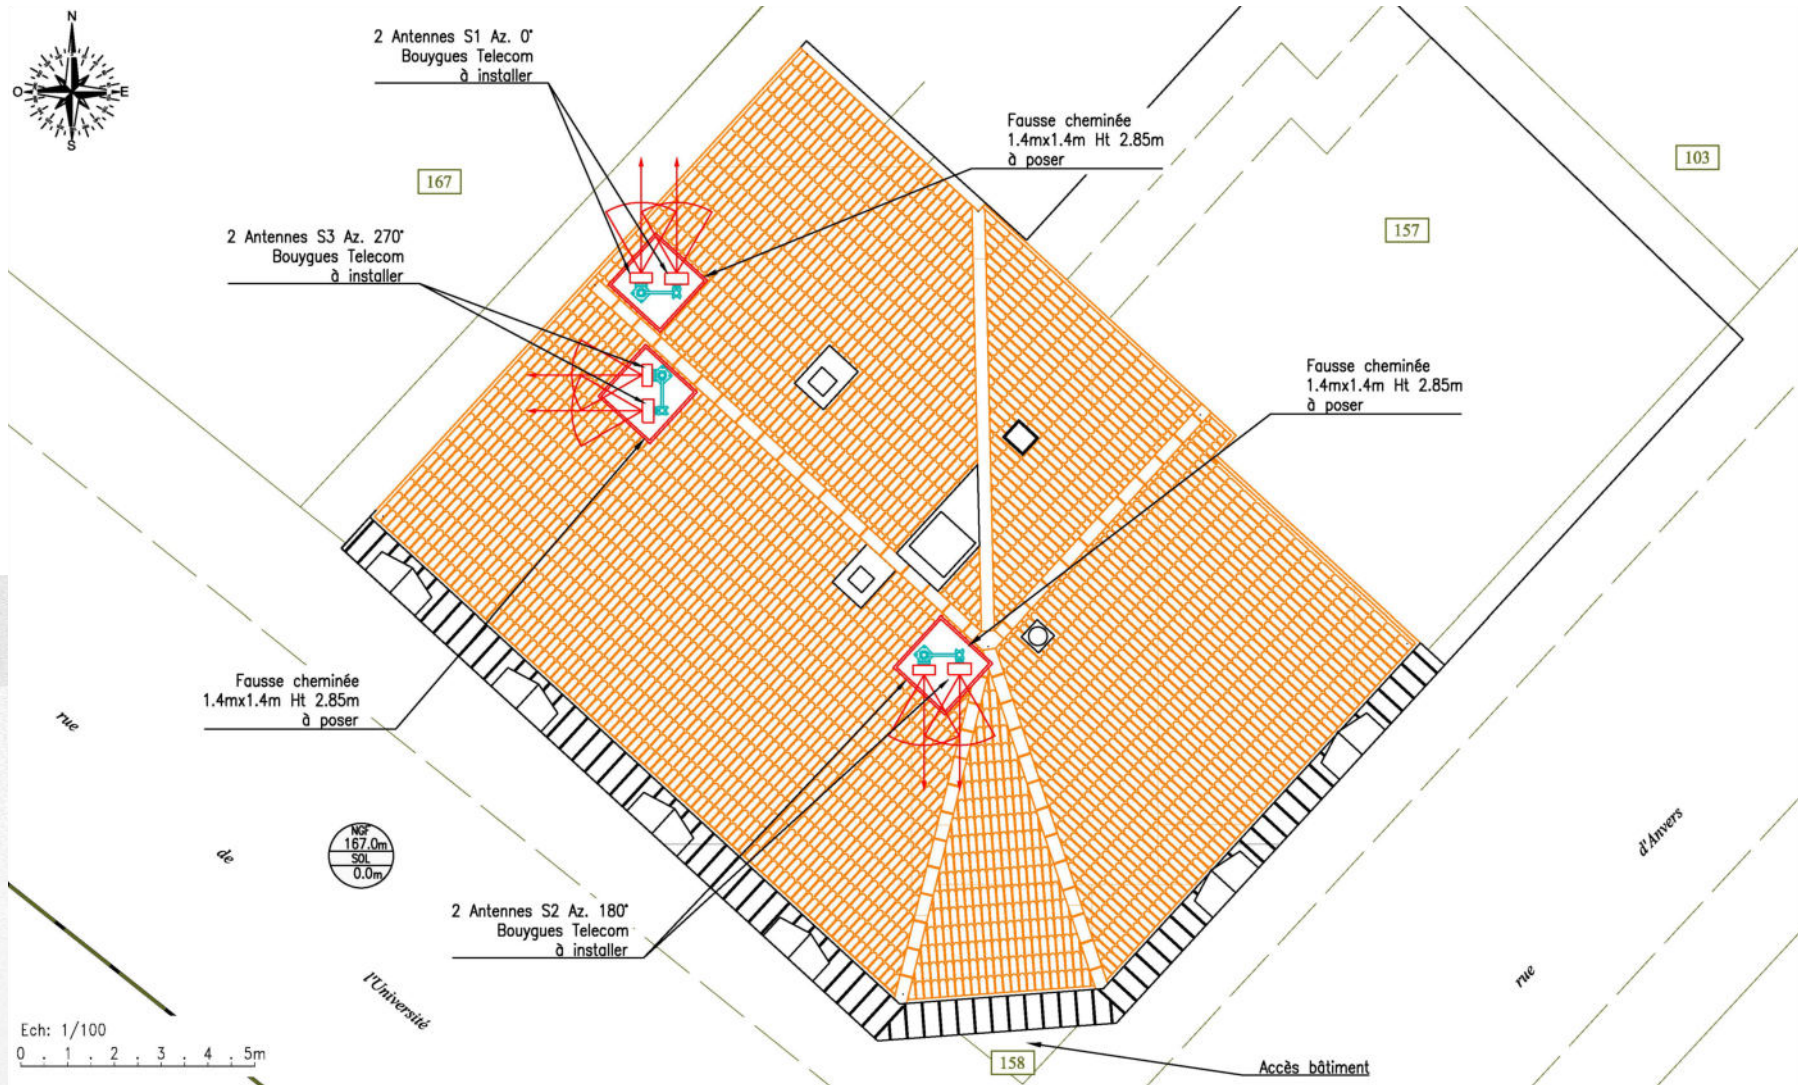 N
O
E
S
2 Antennes S1 Az. 0°
Bouygues Telecom
à installer
Fausse cheminée
1.4mx1.4m Ht 2.85m
à poser
103
167
157
2 Antennes S3 Az. 270°
Bouygues Telecom
à installer
Fausse cheminée
1.4mx1.4m Ht 2.85m
à poser
Fausse cheminée
1.4mx1.4m Ht 2.85m
à poser
rue
de
l'Université
NGF
167.0m
SOL
0.0m
2 Antennes S2 Az. 180°
Bouygues Telecom
à installer
d'Anvers
rue
Ech: 1/100
0 . 1 . 2 . 3 . 4 . 5m
158
Accès bâtiment